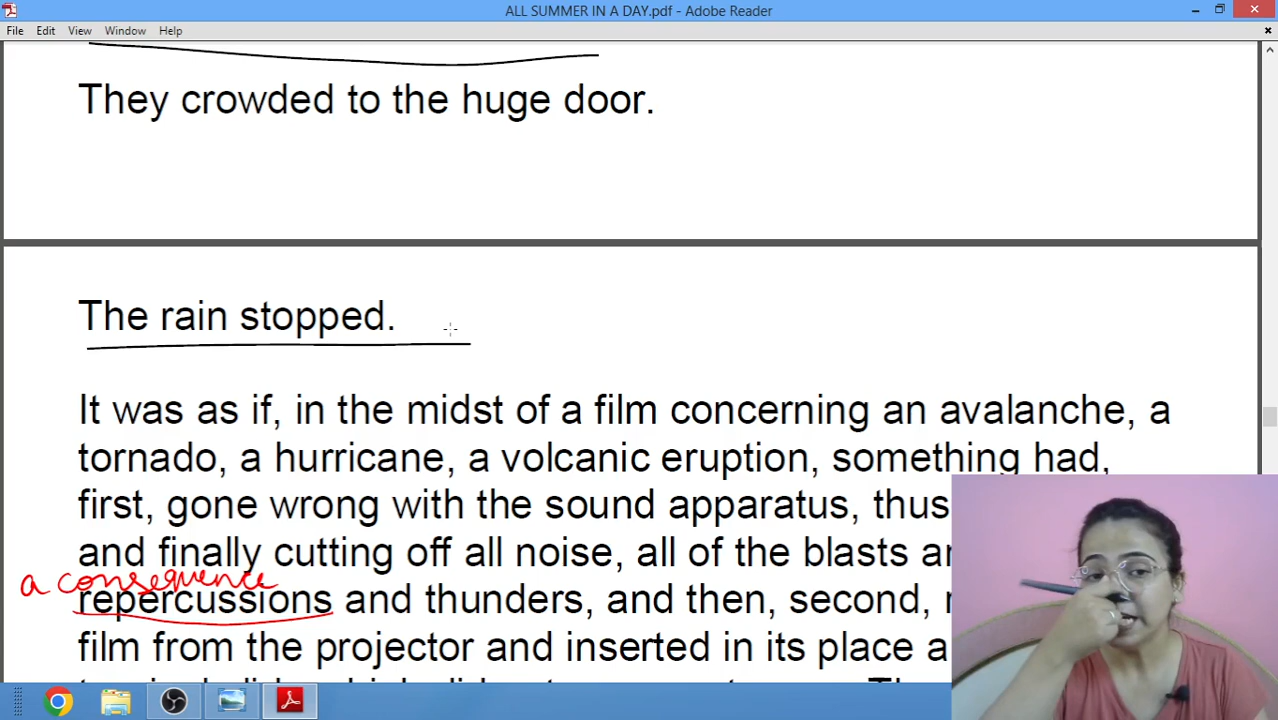 ALL SUMMER IN A DAY.pdf - Adobe Reader
File Edit View Window Help
They crowded to the huge door.
The rain stopped.
It was as if, in the midst of a film concerning an avalanche, a
tornado, a hurricane, a volcanic eruption, something had,
first, gone wrong with the sound apparatus, thus
and finally cutting off all noise, all of the blasts
a consequence
repercussions and thunders, and then, second,
film from the projector and inserted in its place a